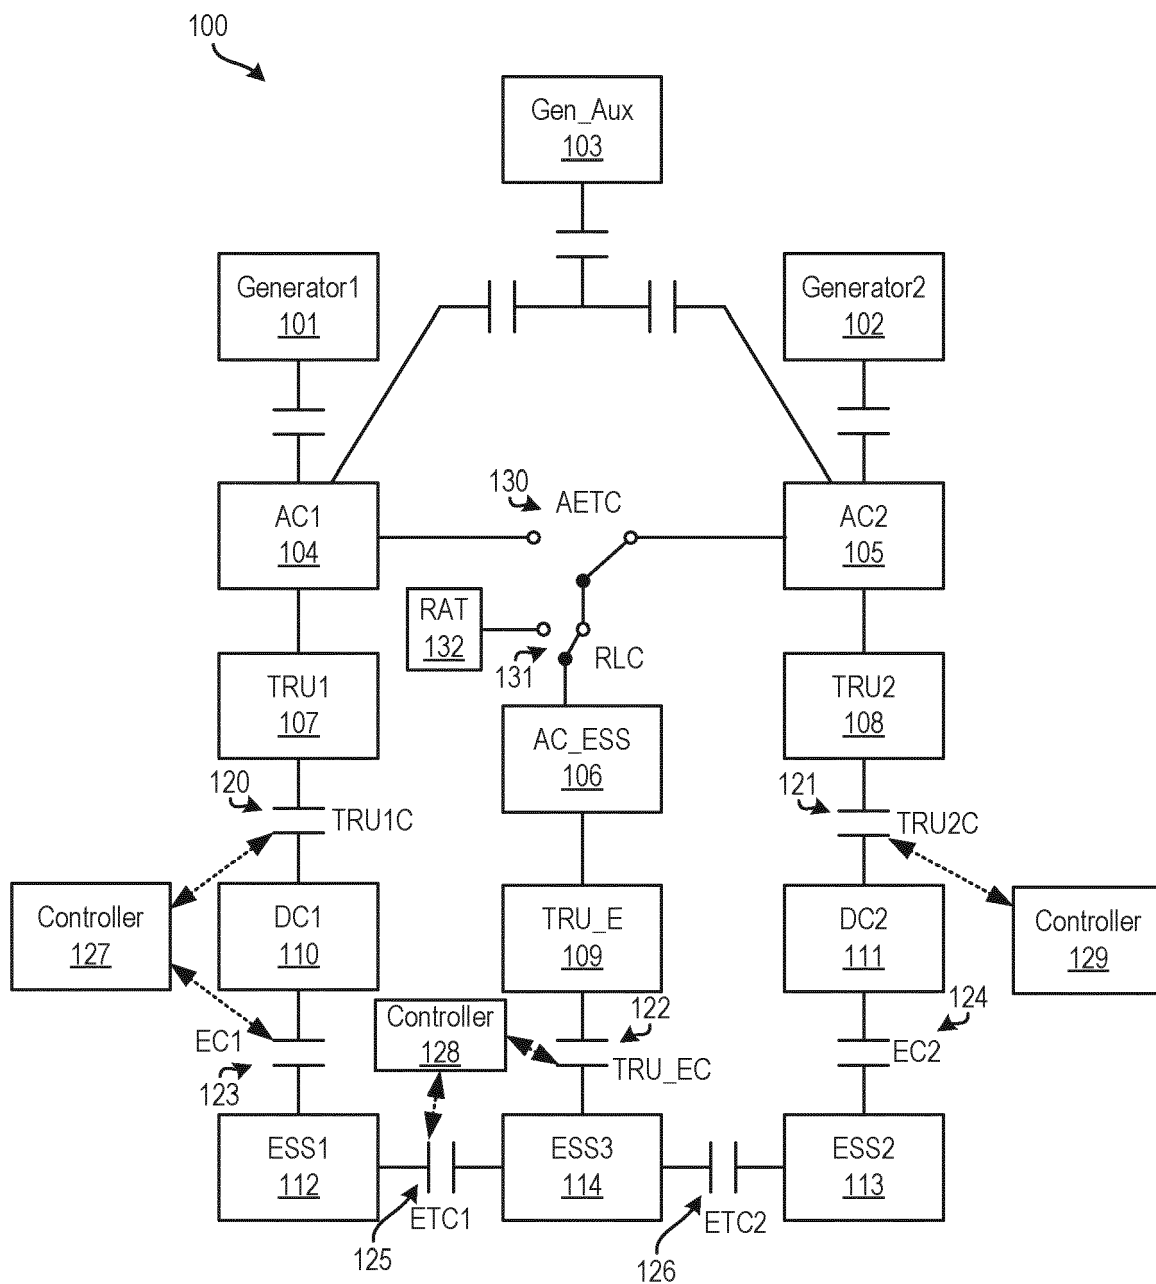 100
Gen_Aux
103
Generator1
101
Generator2
102
130
AETC
AC1
104
AC2
105
RAT
132
131
RLC
TRU1
107
TRU2
108
AC_ESS
106
120
TRU1C
121
TRU2C
Controller
127
DC1
110
TRU_E
109
DC2
111
Controller
129
EC1
123
Controller
128
122
TRU_EC
124
EC2
ESS1
112
ESS3
114
ESS2
113
ETC1
125
ETC2
126